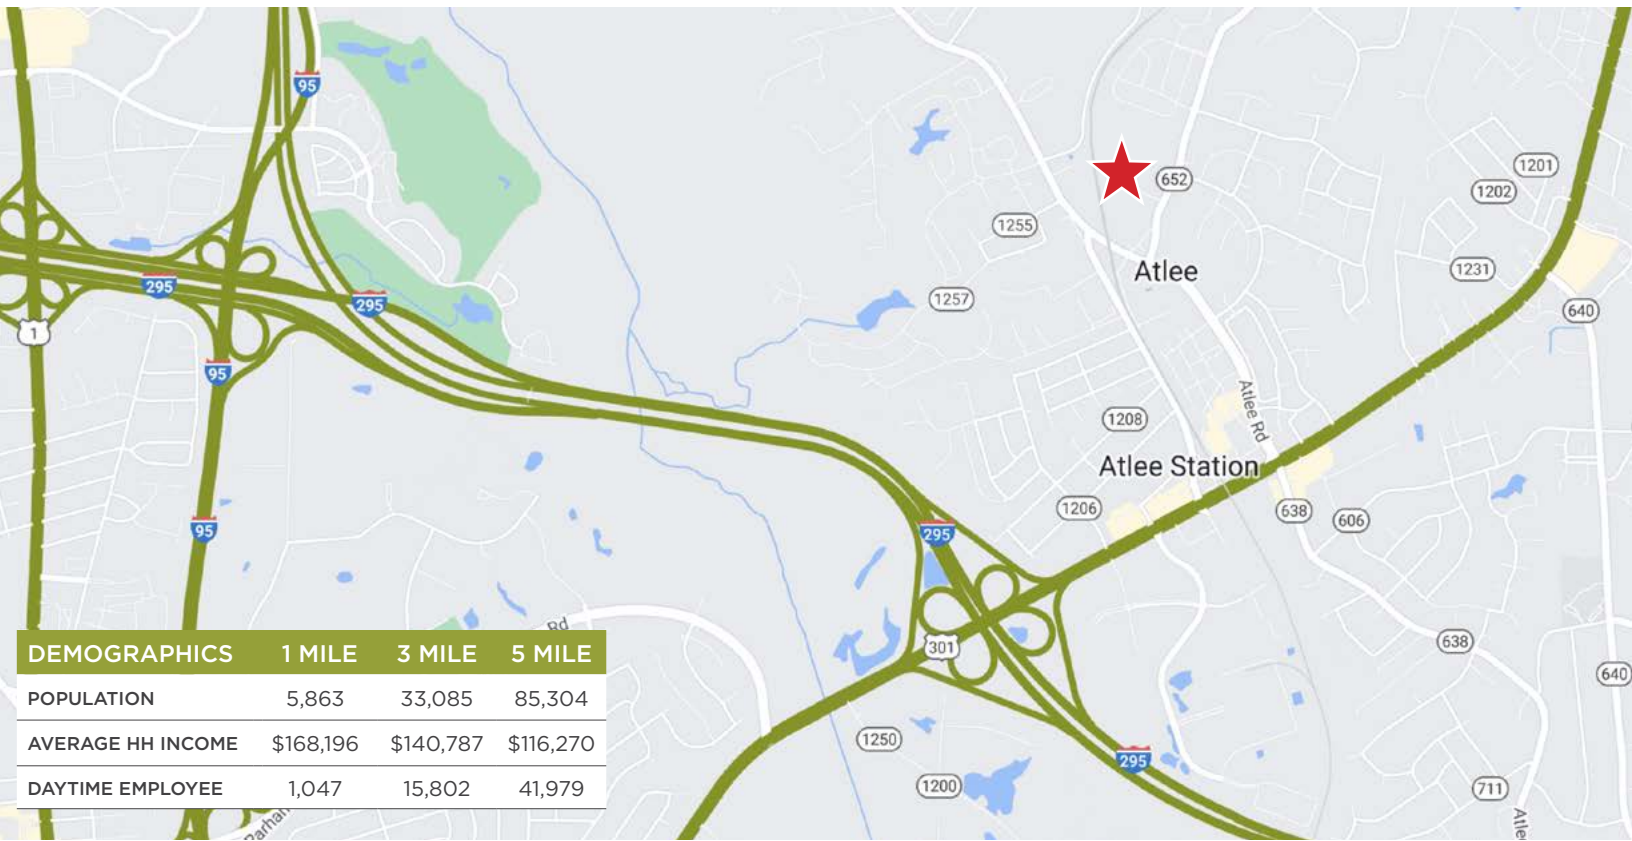 95
1201
1202
652
1255
Atlee
1231
295
295
1257
640
1
95
Atlee Rd
1208
Atlee Station
1206
638
606
95
295
Rd
301
638
640
DEMOGRAPHICS 1 MILE 3 MILE 5 MILE
POPULATION 5,863 33,085 85,304
AVERAGE HH INCOME $168,196 $140,787 $116,270
DAYTIME EMPLOYEE 1,047 15,802 41,979
1250
295
1200
711
Parham
Atlee